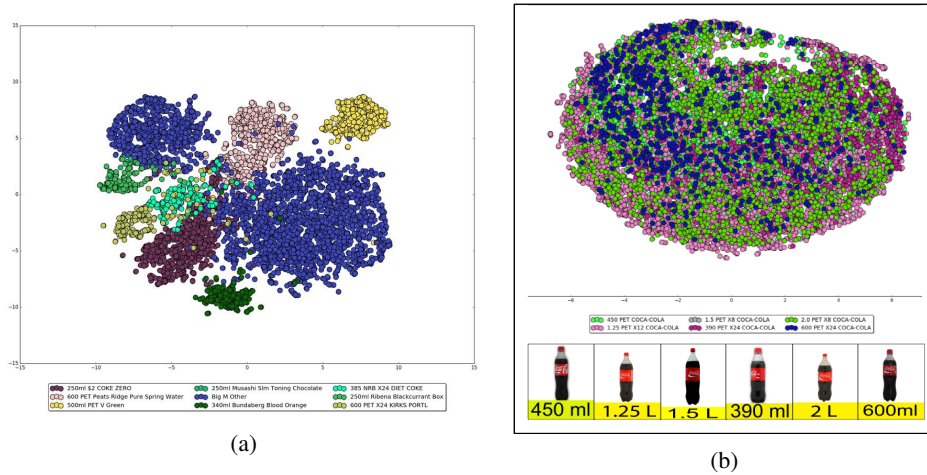 15
10
5
0
−5
−10
−15
−15 −10 −5 0 5 10 15
250ml $2 COKE ZERO
250ml Musashi Slm Toning Chocolate
385 NRB X24 DIET COKE
600 PET Peats Ridge Pure Spring Water
Big M Other
250ml Ribena Blackcurrant Box
500ml PET V Green
340ml Bundaberg Blood Orange
600 PET X24 KIRKS PORTL
(a)
−6 −4 −2 0 2 4 6
450 PET COCA-COLA
1.5 PET X8 COCA-COLA
2.0 PET X8 COCA-COLA
1.25 PET X12 COCA-COLA
390 PET X24 COCA-COLA
600 PET X24 COCA-COLA
450 ml
1.25 L
1.5 L
390 ml
2 L
600ml
(b)